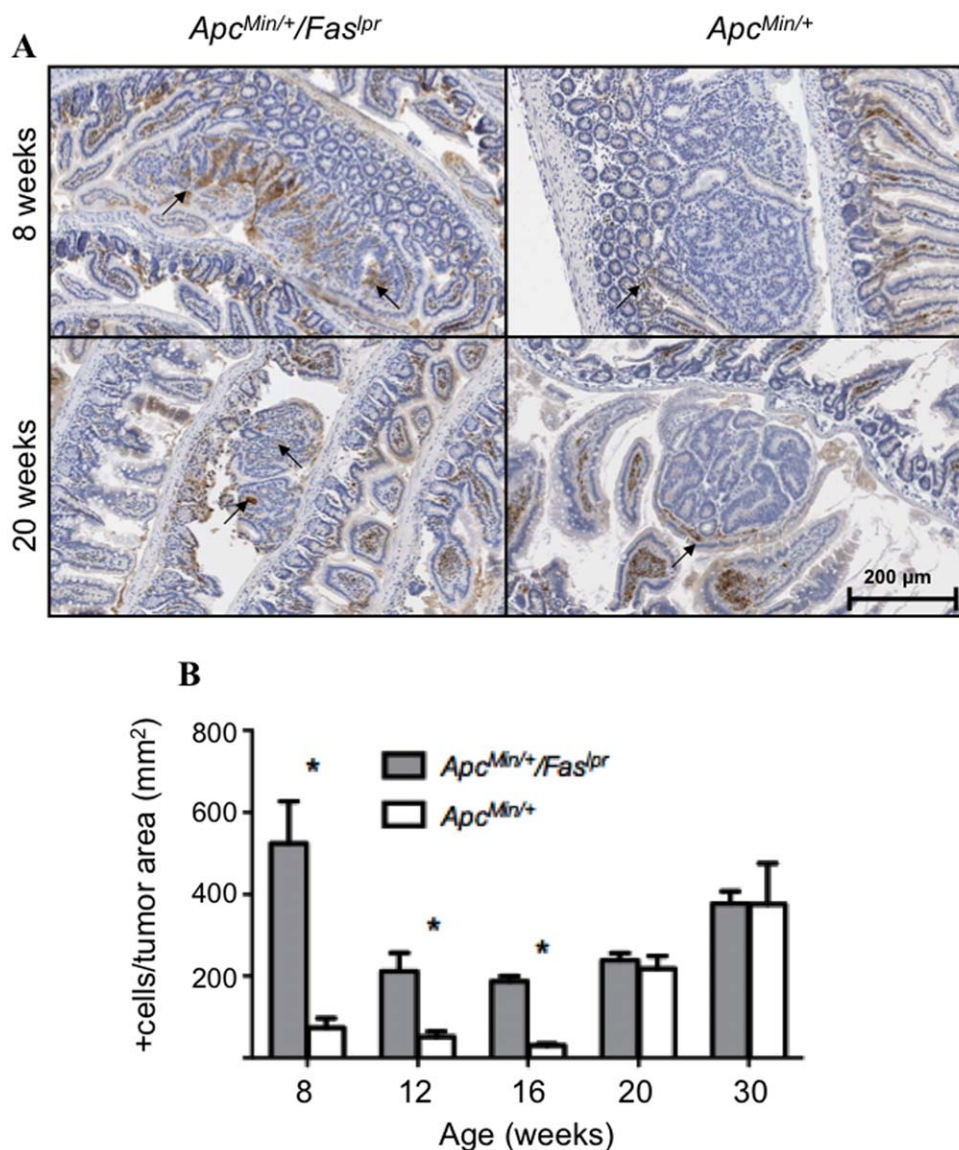 Apc^Min/+/Fas^lpr
Apc^Min/+
A
8 weeks
20 weeks
200 µm
B
+cells/tumor area (mm²)
800
600
400
200
*
*
*
Apc^Min/+/Fas^lpr
Apc^Min/+
8
12
16
20
30
Age (weeks)